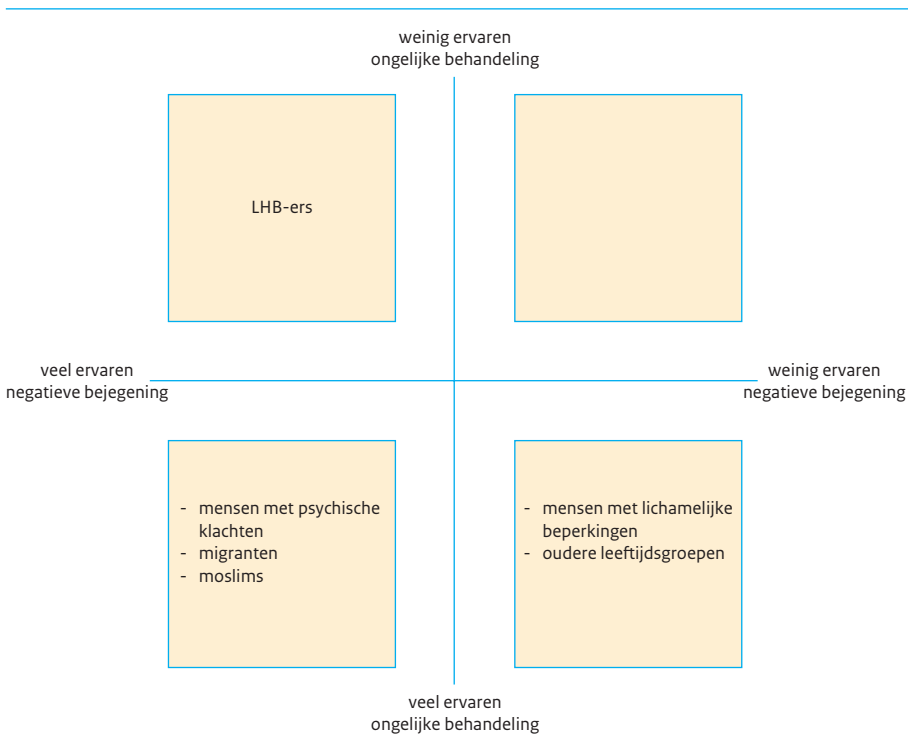 weinig ervaren
ongelijke behandeling
LHB-ers
veel ervaren
negatieve bejegening
weinig ervaren
negatieve bejegening
- mensen met psychische
klachten
- migranten
- moslims
- mensen met lichamelijke
beperkingen
- oudere leeftijdsgroepen
veel ervaren
ongelijke behandeling